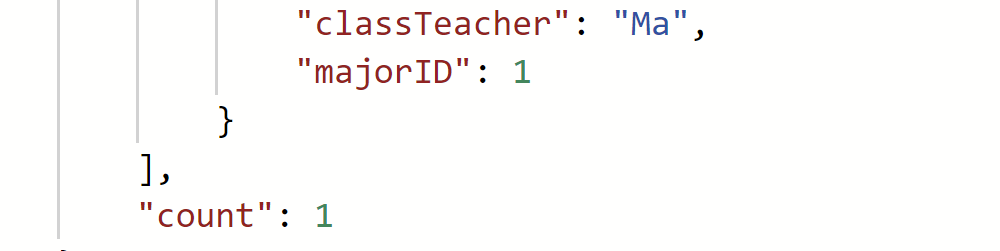 "classTeacher": "Ma",
"majorID": 1
}
],
"count": 1